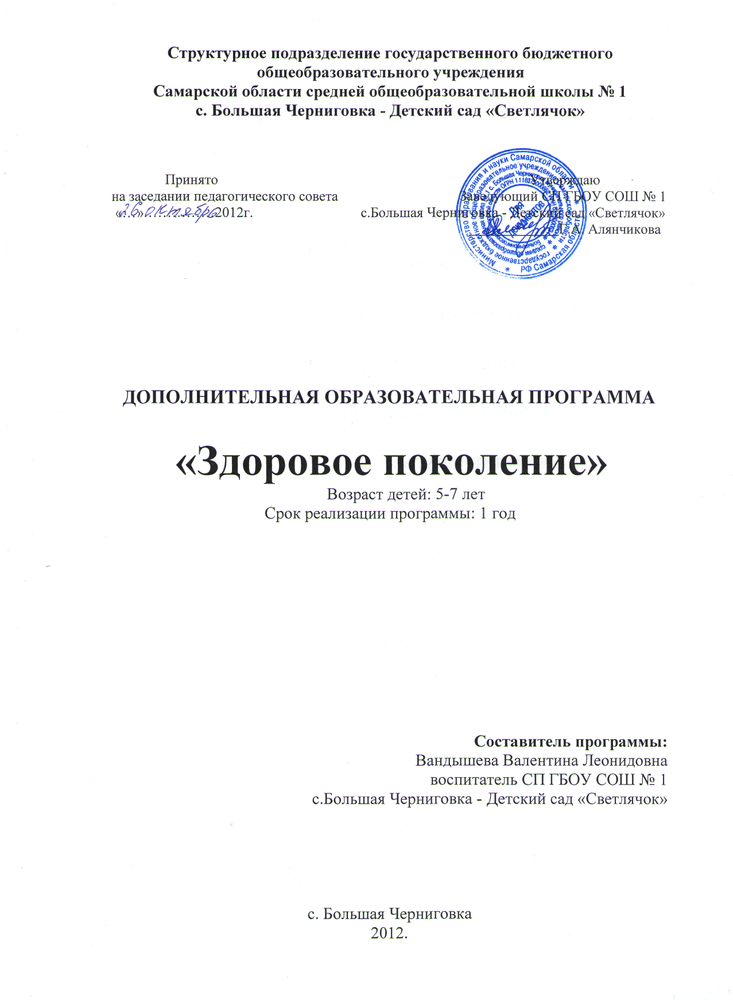 Структурное подразделение государственного бюджетного
общеобразовательного учреждения
Самарской области средней общеобразовательной школы № 1
с. Большая Черниговка - Детский сад «Светлячок»
Принято
на заседании педагогического совета
«26» октября 2012г.
Утверждаю
Заведующий СП ГБОУ СОШ № 1
с.Большая Черниговка - Детский сад «Светлячок»
Г.А. Алянчикова
Министерство образования и науки Самарской области
РФ Самарская область
государственное бюджетное общеобразовательное учреждение Самарской области
Для
документов
ДОПОЛНИТЕЛЬНАЯ ОБРАЗОВАТЕЛЬНАЯ ПРОГРАММА
«Здоровое поколение»
Возраст детей: 5-7 лет
Срок реализации программы: 1 год
Составитель программы:
Вандышева Валентина Леонидовна
воспитатель СП ГБОУ СОШ № 1
с.Большая Черниговка - Детский сад «Светлячок»
с. Большая Черниговка
2012.